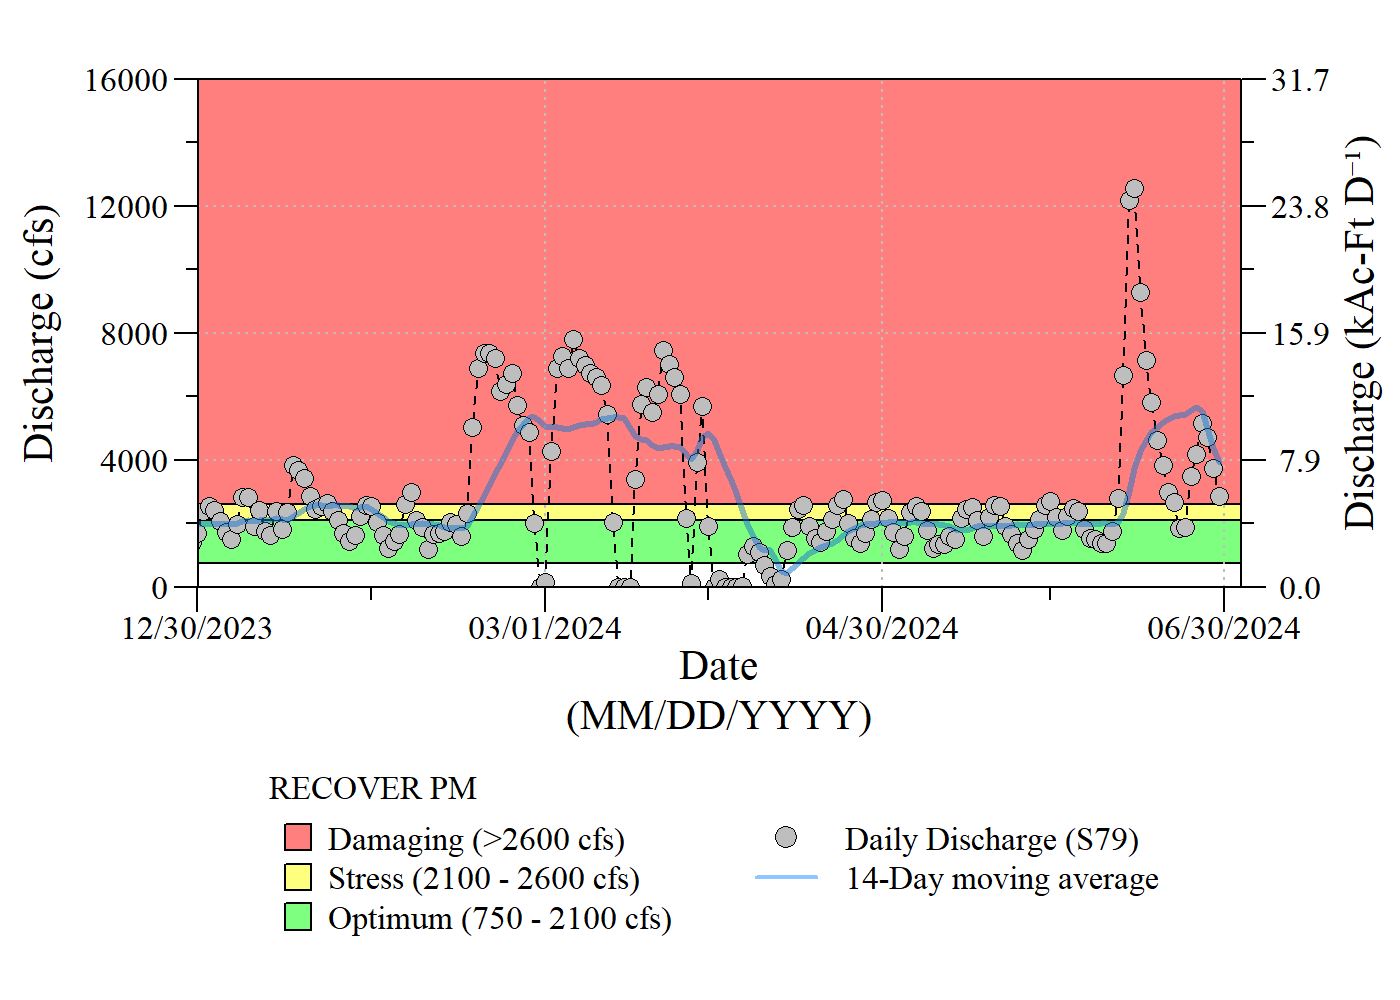 16000
12000
8000
4000
0
Discharge (cfs)
31.7
23.8
15.9
7.9
0.0
Discharge (kAc-Ft D⁻¹)
12/30/2023
03/01/2024
04/30/2024
06/30/2024
Date
(MM/DD/YYYY)
RECOVER PM
Damaging (>2600 cfs)
Stress (2100 - 2600 cfs)
Optimum (750 - 2100 cfs)
Daily Discharge (S79)
14-Day moving average